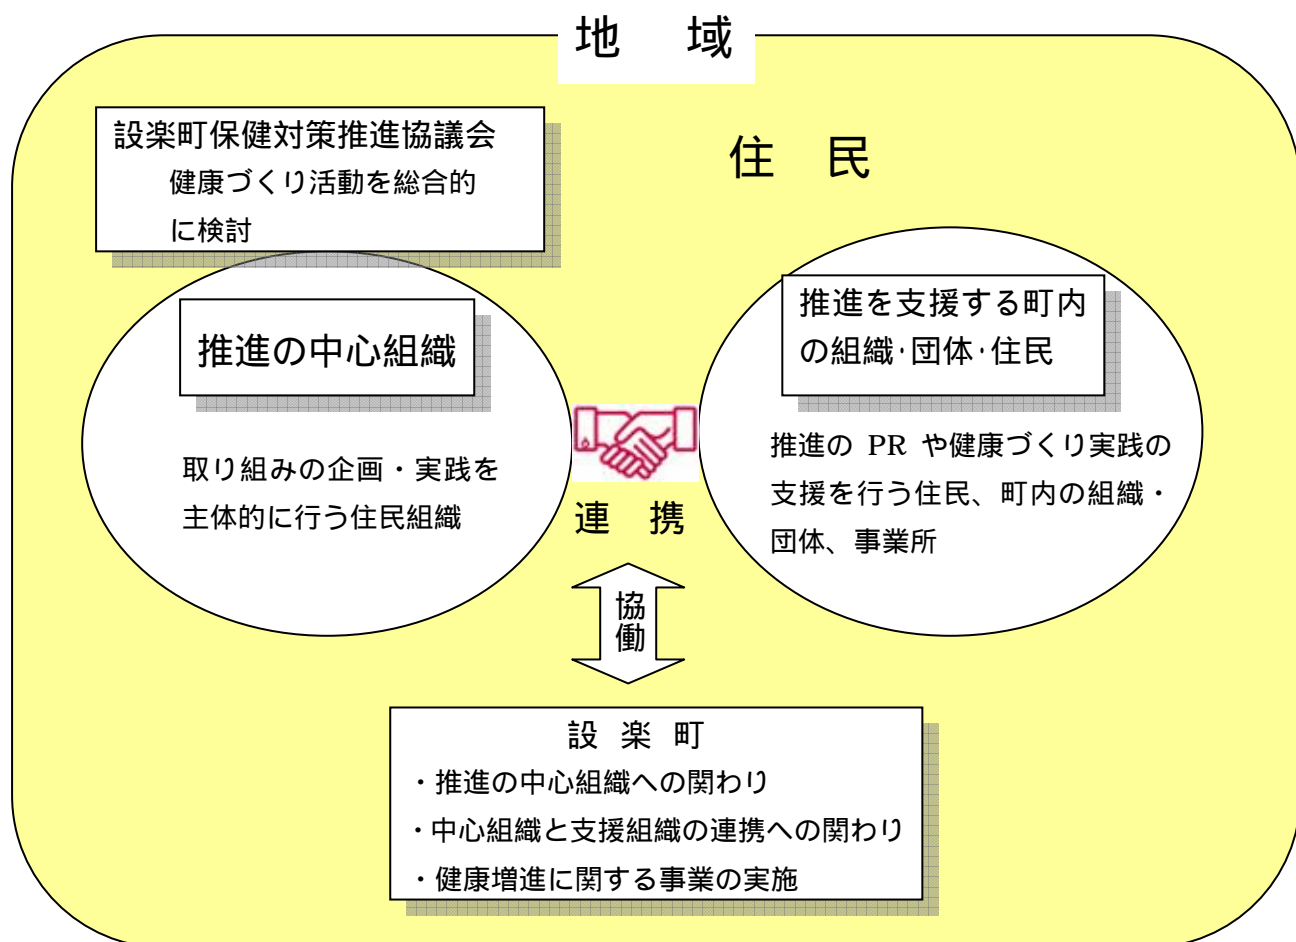 地　域
設楽町保健対策推進協議会
健康づくり活動を総合的
に検討
住　民
推進の中心組織
取り組みの企画・実践を
主体的に行う住民組織
推進を支援する町内
の組織・団体・住民
推進の PR や健康づくり実践の
支援を行う住民、町内の組織・
団体、事業所
連　携
協働
設 楽 町
・推進の中心組織への関わり
・中心組織と支援組織の連携への関わり
・健康増進に関する事業の実施